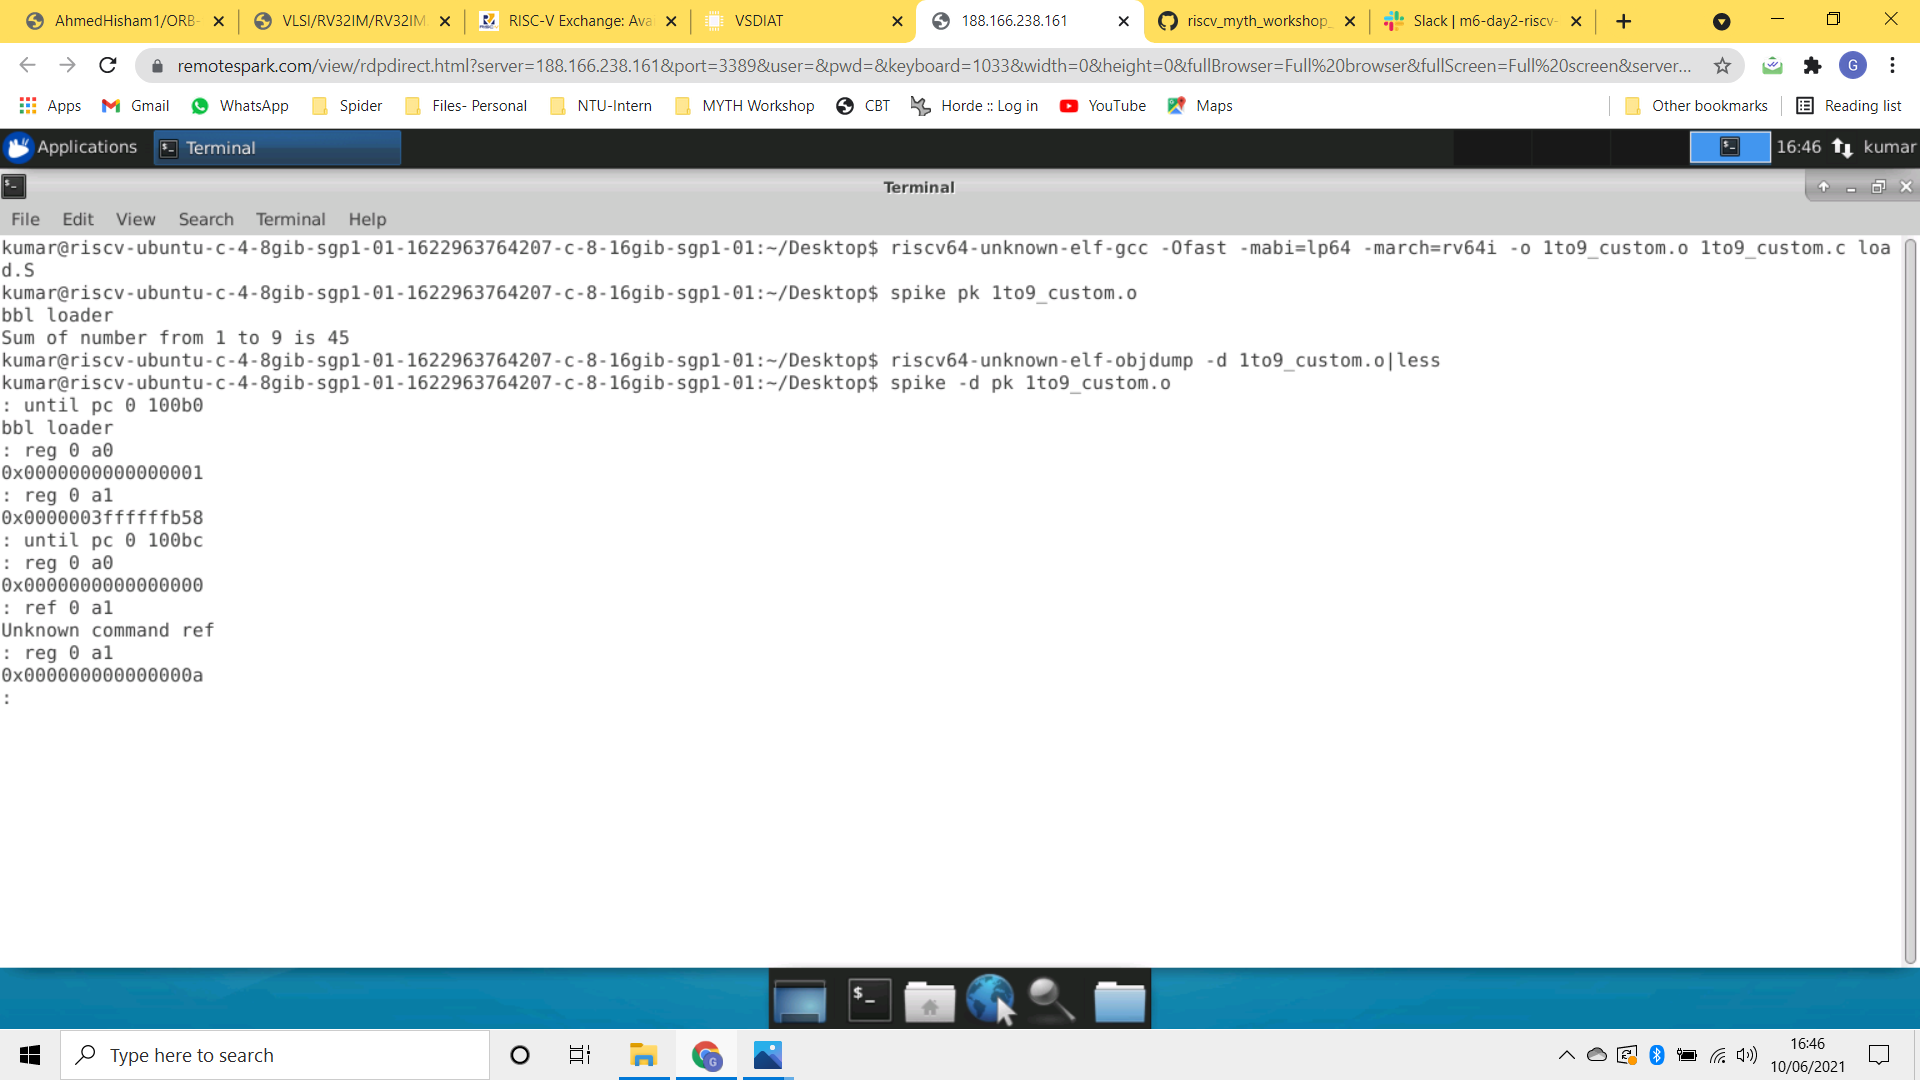 AhmedHisham1/ORB-
VLSI/RV32IM/RV32IM
RISC-V Exchange: Ava
VSDIAT
188.166.238.161
riscv_myth_workshop_
Slack | m6-day2-riscv-
remotespark.com/view/rdpdirect.html?server=188.166.238.161&port=3389&user=&pwd=&keyboard=1033&width=0&height=0&fullBrowser=Full%20browser&fullScreen=Full%20screen&server...
G
Apps
Gmail
WhatsApp
Spider
Files- Personal
NTU-Intern
MYTH Workshop
CBT
Horde :: Log in
YouTube
Maps
Other bookmarks
Reading list
Applications
Terminal
16:46
kumar
Terminal
File Edit View Search Terminal Help
kumar@riscv-ubuntu-c-4-8gib-sgp1-01-1622963764207-c-8-16gib-sgp1-01:~/Desktop$ riscv64-unknown-elf-gcc -Ofast -mabi=lp64 -march=rv64i -o 1to9_custom.o 1to9_custom.c loa
d.S
kumar@riscv-ubuntu-c-4-8gib-sgp1-01-1622963764207-c-8-16gib-sgp1-01:~/Desktop$ spike pk 1to9_custom.o
bbl loader
Sum of number from 1 to 9 is 45
kumar@riscv-ubuntu-c-4-8gib-sgp1-01-1622963764207-c-8-16gib-sgp1-01:~/Desktop$ riscv64-unknown-elf-objdump -d 1to9_custom.o|less
kumar@riscv-ubuntu-c-4-8gib-sgp1-01-1622963764207-c-8-16gib-sgp1-01:~/Desktop$ spike -d pk 1to9_custom.o
: until pc 0 100b0
bbl loader
: reg 0 a0
0x0000000000000001
: reg 0 a1
0x0000003ffffffb58
: until pc 0 100bc
: reg 0 a0
0x0000000000000000
: ref 0 a1
Unknown command ref
: reg 0 a1
0x000000000000000a
:
Type here to search
16:46
10/06/2021